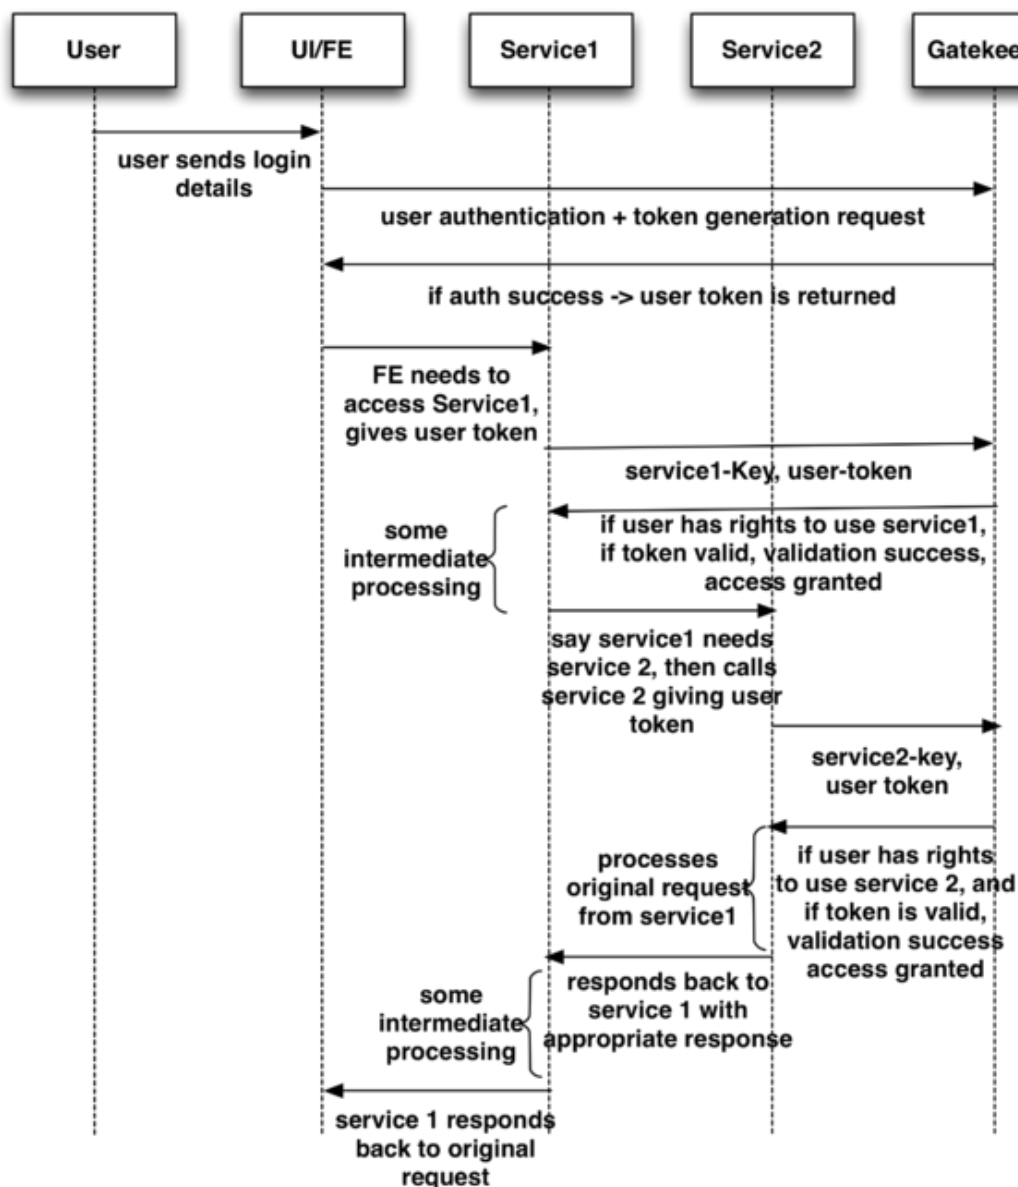 User
UI/FE
Service1
Service2
Gatekee
user sends login
details
user authentication + token generation request
if auth success -> user token is returned
FE needs to
access Service1,
gives user token
service1-Key, user-token
some
intermediate
processing
if user has rights to use service1,
if token valid, validation success,
access granted
say service1 needs
service 2, then calls
service 2 giving user
token
service2-key,
user token
processes
original request
from service1
if user has rights
to use service 2, and
if token is valid,
validation success
access granted
some
intermediate
processing
responds back to
service 1 with
appropriate response
service 1 responds
back to original
request